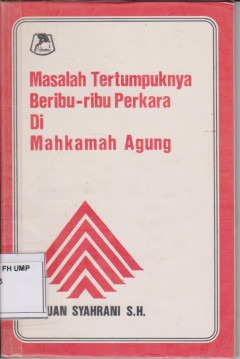 Masalah Tertumpuknya
Beribu-ribu Perkara
Di
Mahkamah Agung
FH UMP
UAN SYAHRANI S.H.